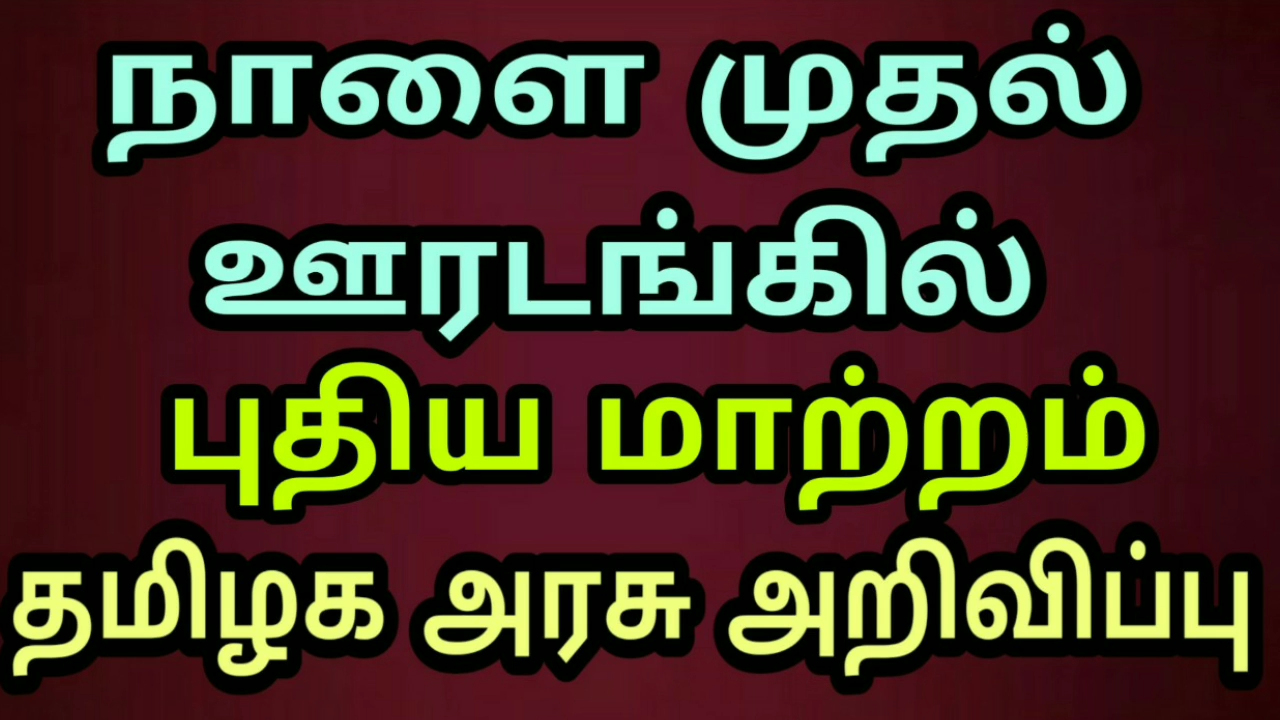 நாளை முதல்
ஊரடங்கில்
புதிய மாற்றம்
தமிழக அரசு அறிவிப்பு